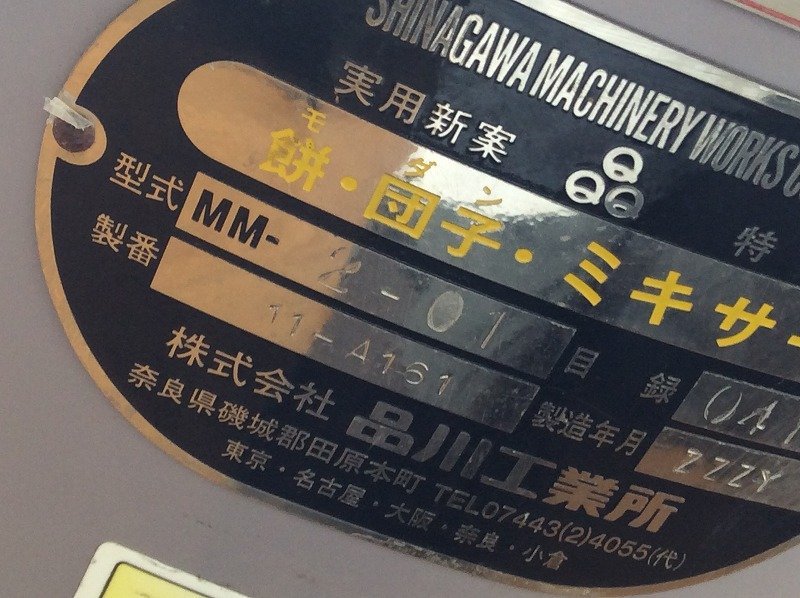 SHINAGAWA MACHINERY WORKS
実用新案
QQQ
特
モ ダン
餅・団子・ミキサー
型式 MM-2-01
目録 0A1
製番 11-A161
製造年月 ZZZY
株式会社 品川工業所
奈良県磯城郡田原本町 TEL07443(2)4055(代)
東京・名古屋・大阪・奈良・小倉